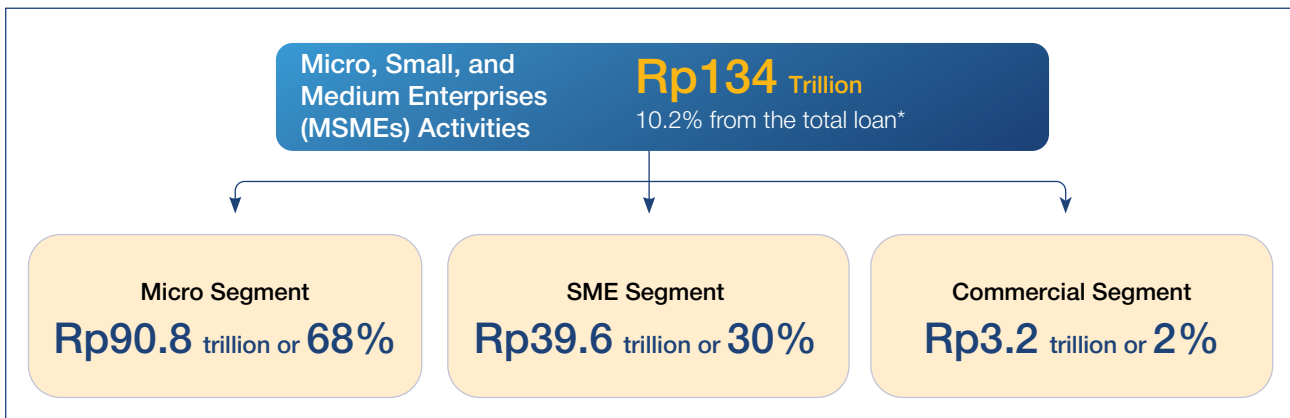 Micro, Small, and
Medium Enterprises
(MSMEs) Activities
Rp134 Trillion
10.2% from the total loan*
Micro Segment
Rp90.8 trillion or 68%
SME Segment
Rp39.6 trillion or 30%
Commercial Segment
Rp3.2 trillion or 2%